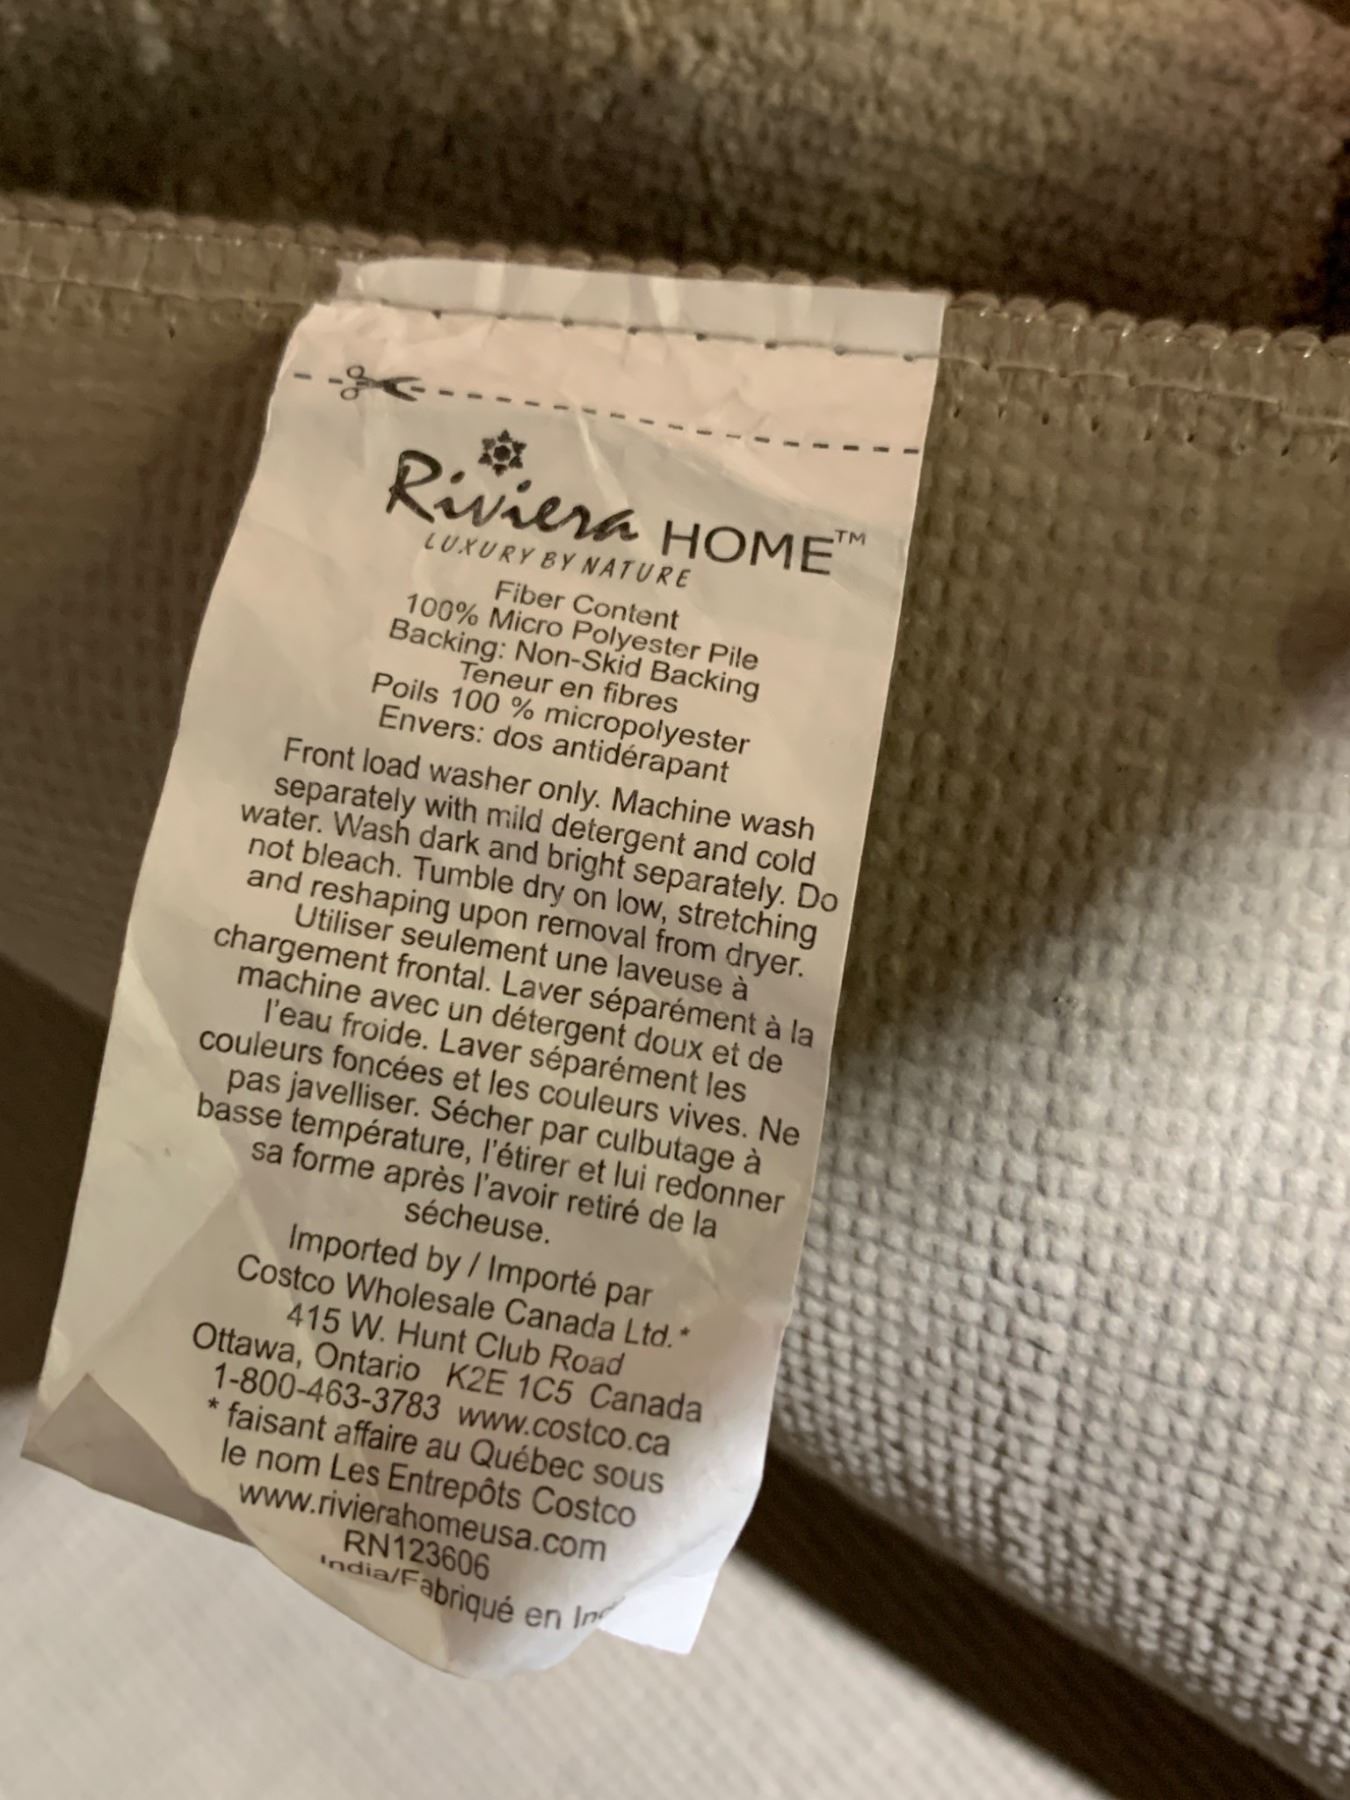 Riviera HOME™
LUXURY BY NATURE
Fiber Content
100% Micro Polyester Pile
Backing: Non-Skid Backing
Teneur en fibres
Poils 100 % micropolyester
Envers: dos antidérapant
Front load washer only. Machine wash
separately with mild detergent and cold
water. Wash dark and bright separately. Do
not bleach. Tumble dry on low, stretching
and reshaping upon removal from dryer.
Utiliser seulement une laveuse à
chargement frontal. Laver séparément à la
machine avec un détergent doux et de
l'eau froide. Laver séparément les
couleurs foncées et les couleurs vives. Ne
pas javelliser. Sécher par culbutage à
basse température, l'étirer et lui redonner
sa forme après l'avoir retiré de la
sécheuse.
Imported by / Importé par
Costco Wholesale Canada Ltd.*
415 W. Hunt Club Road
Ottawa, Ontario K2E 1C5 Canada
1-800-463-3783 www.costco.ca
* faisant affaire au Québec sous
le nom Les Entrepôts Costco
www.rivierahomeusa.com
RN123606
India/Fabriqué en